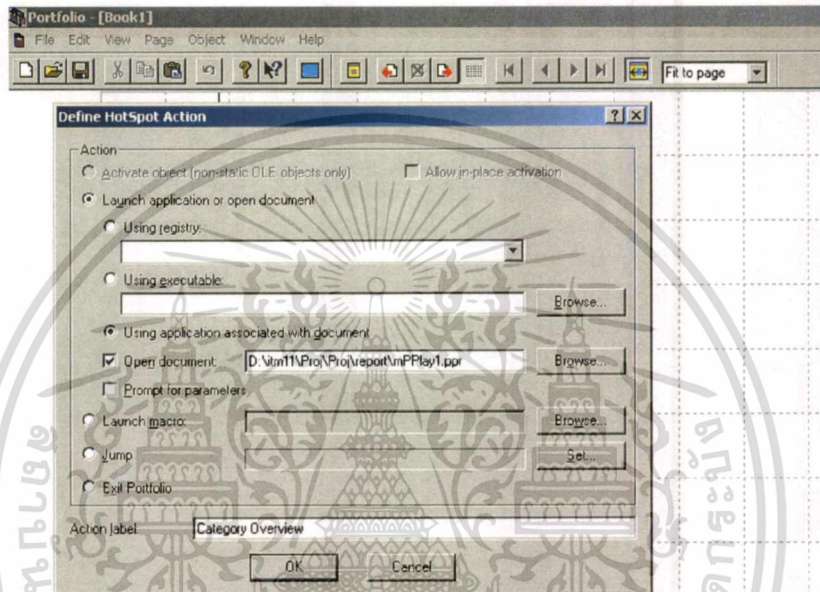 Portfolio - [Book1]
File Edit View Page Object Window Help
Fit to page
Define HotSpot Action
Action
Activate object (non-static OLE objects only)
Allow in-place activation
Launch application or open document
Using registry:
Using executable:
Browse...
Using application associated with document
Open document:
D:\itm11\Proj\Proj\report\mPPlay1.ppr
Browse...
Prompt for parameters
Launch macro:
Browse...
Jump
Set...
Exit Portfolio
Action label:
Category Overview
OK
Cancel